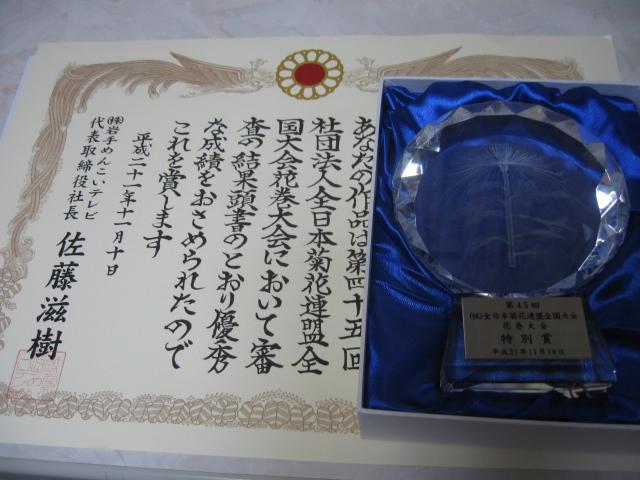 あなたの作品は第四十五回
社団法人全日本菊花連盟全
国大会花巻大会において審
査の結果頭書のとおり優秀
な成績をおさめられたので
これを賞します
平成二十一年十一月十日
㈱岩手めんこいテレビ
代表取締役社長 佐藤滋樹
第45回
㈳全日本菊花連盟全国大会
花巻大会
特別賞
平成21年11月10日